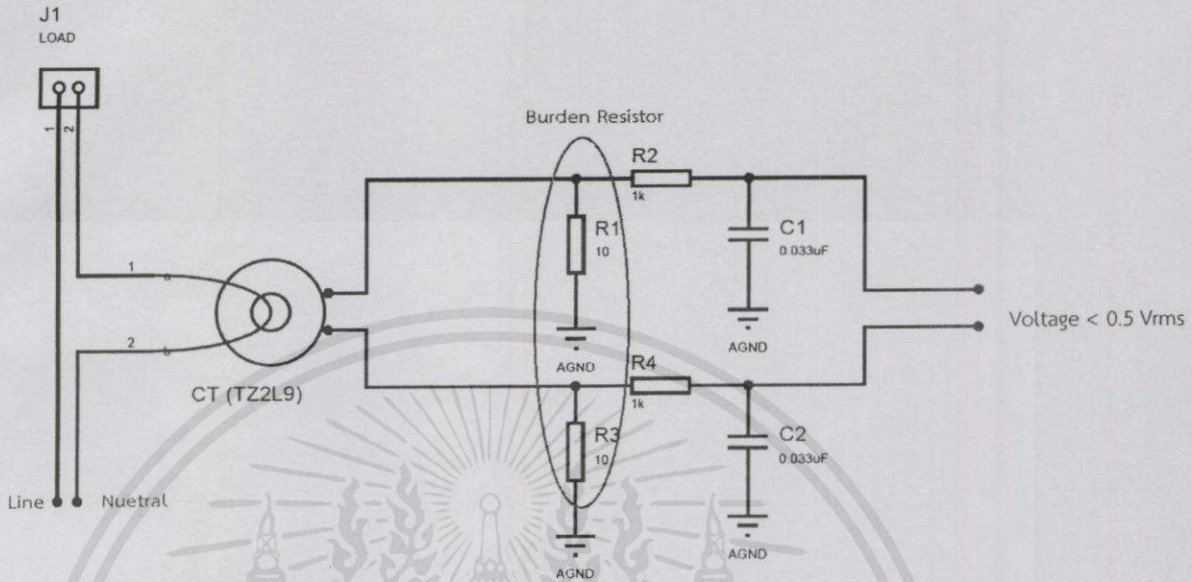 J1
LOAD
1
2
Burden Resistor
R2
1k
R1
10
C1
0.033uF
1
a
AGND
AGND
Voltage < 0.5 Vrms
2
b
R4
1k
CT (TZ2L9)
R3
10
C2
0.033uF
Line
Nuetral
AGND
AGND